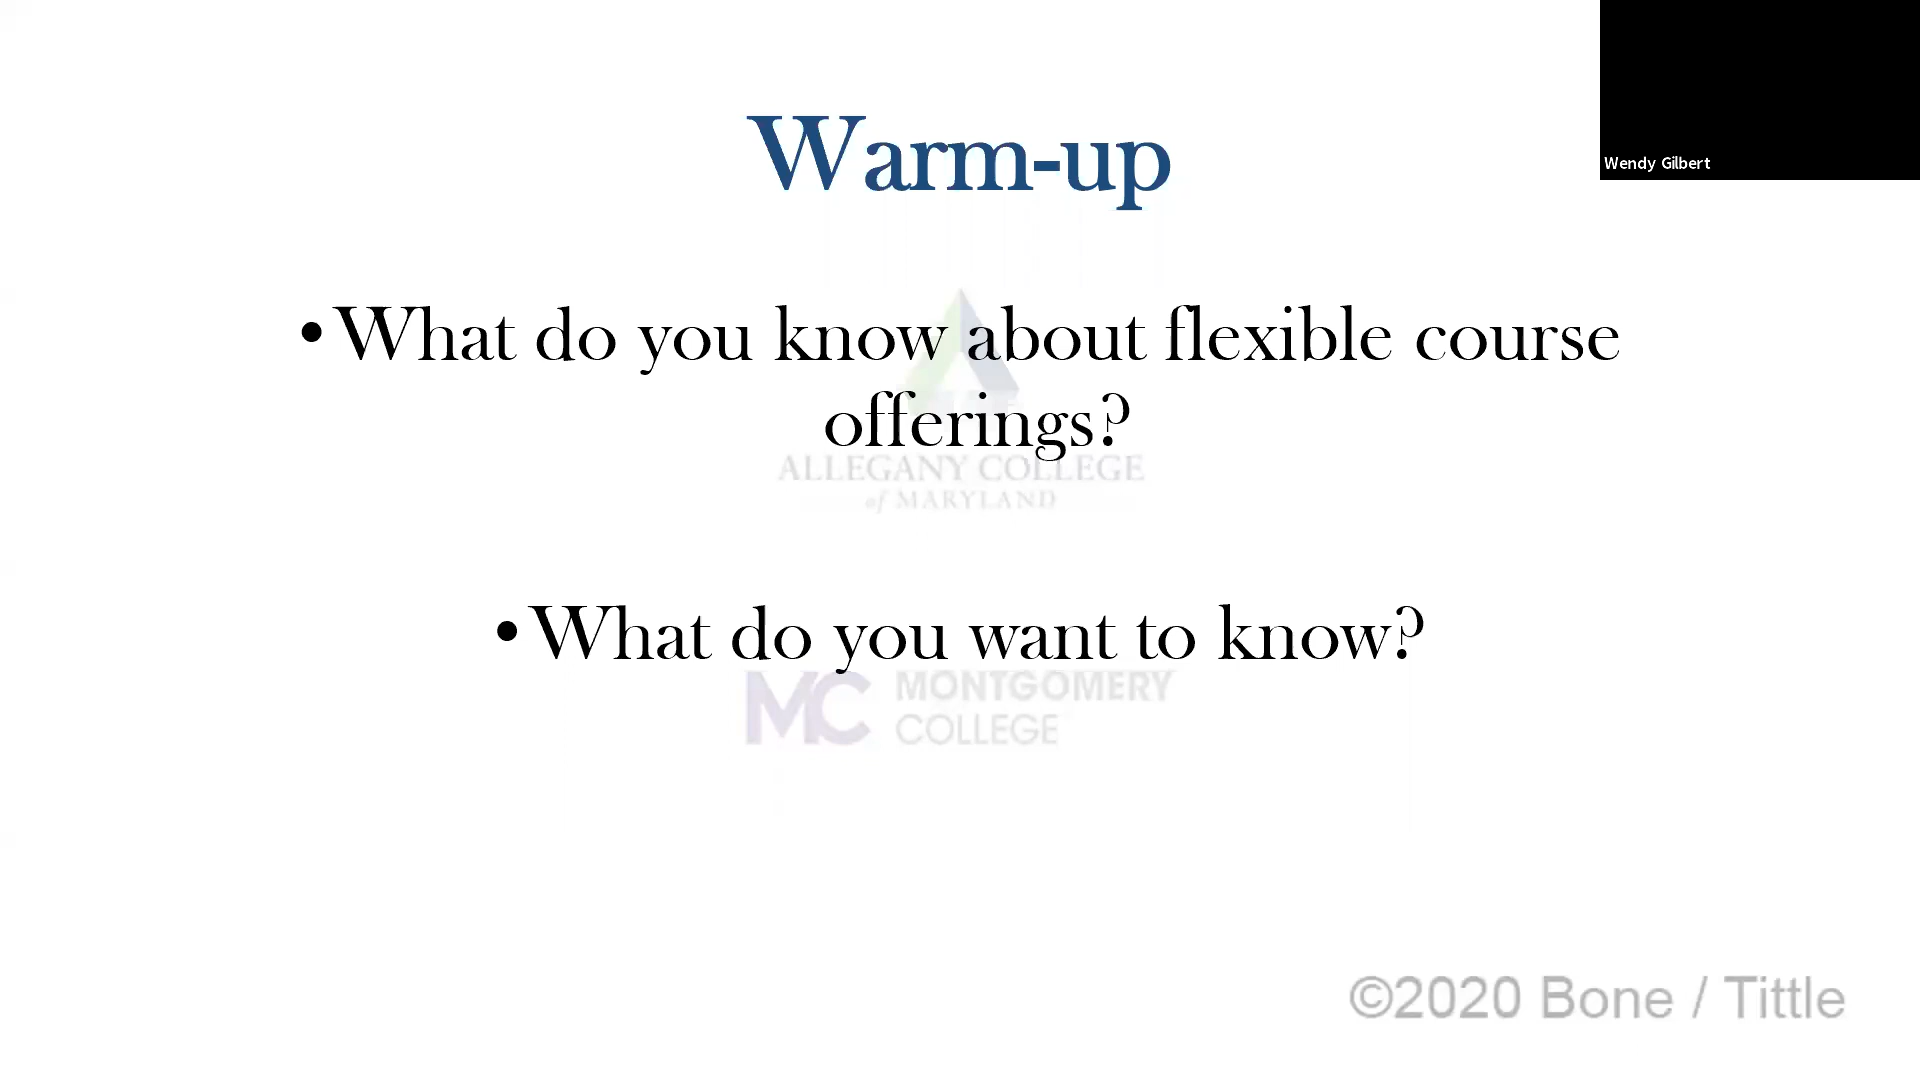 Warm-up
Wendy Gilbert
•What do you know about flexible course
offerings?
ALLEGANY COLLEGE
of MARYLAND
•What do you want to know?
MC MONTGOMERY
COLLEGE
©2020 Bone / Tittle